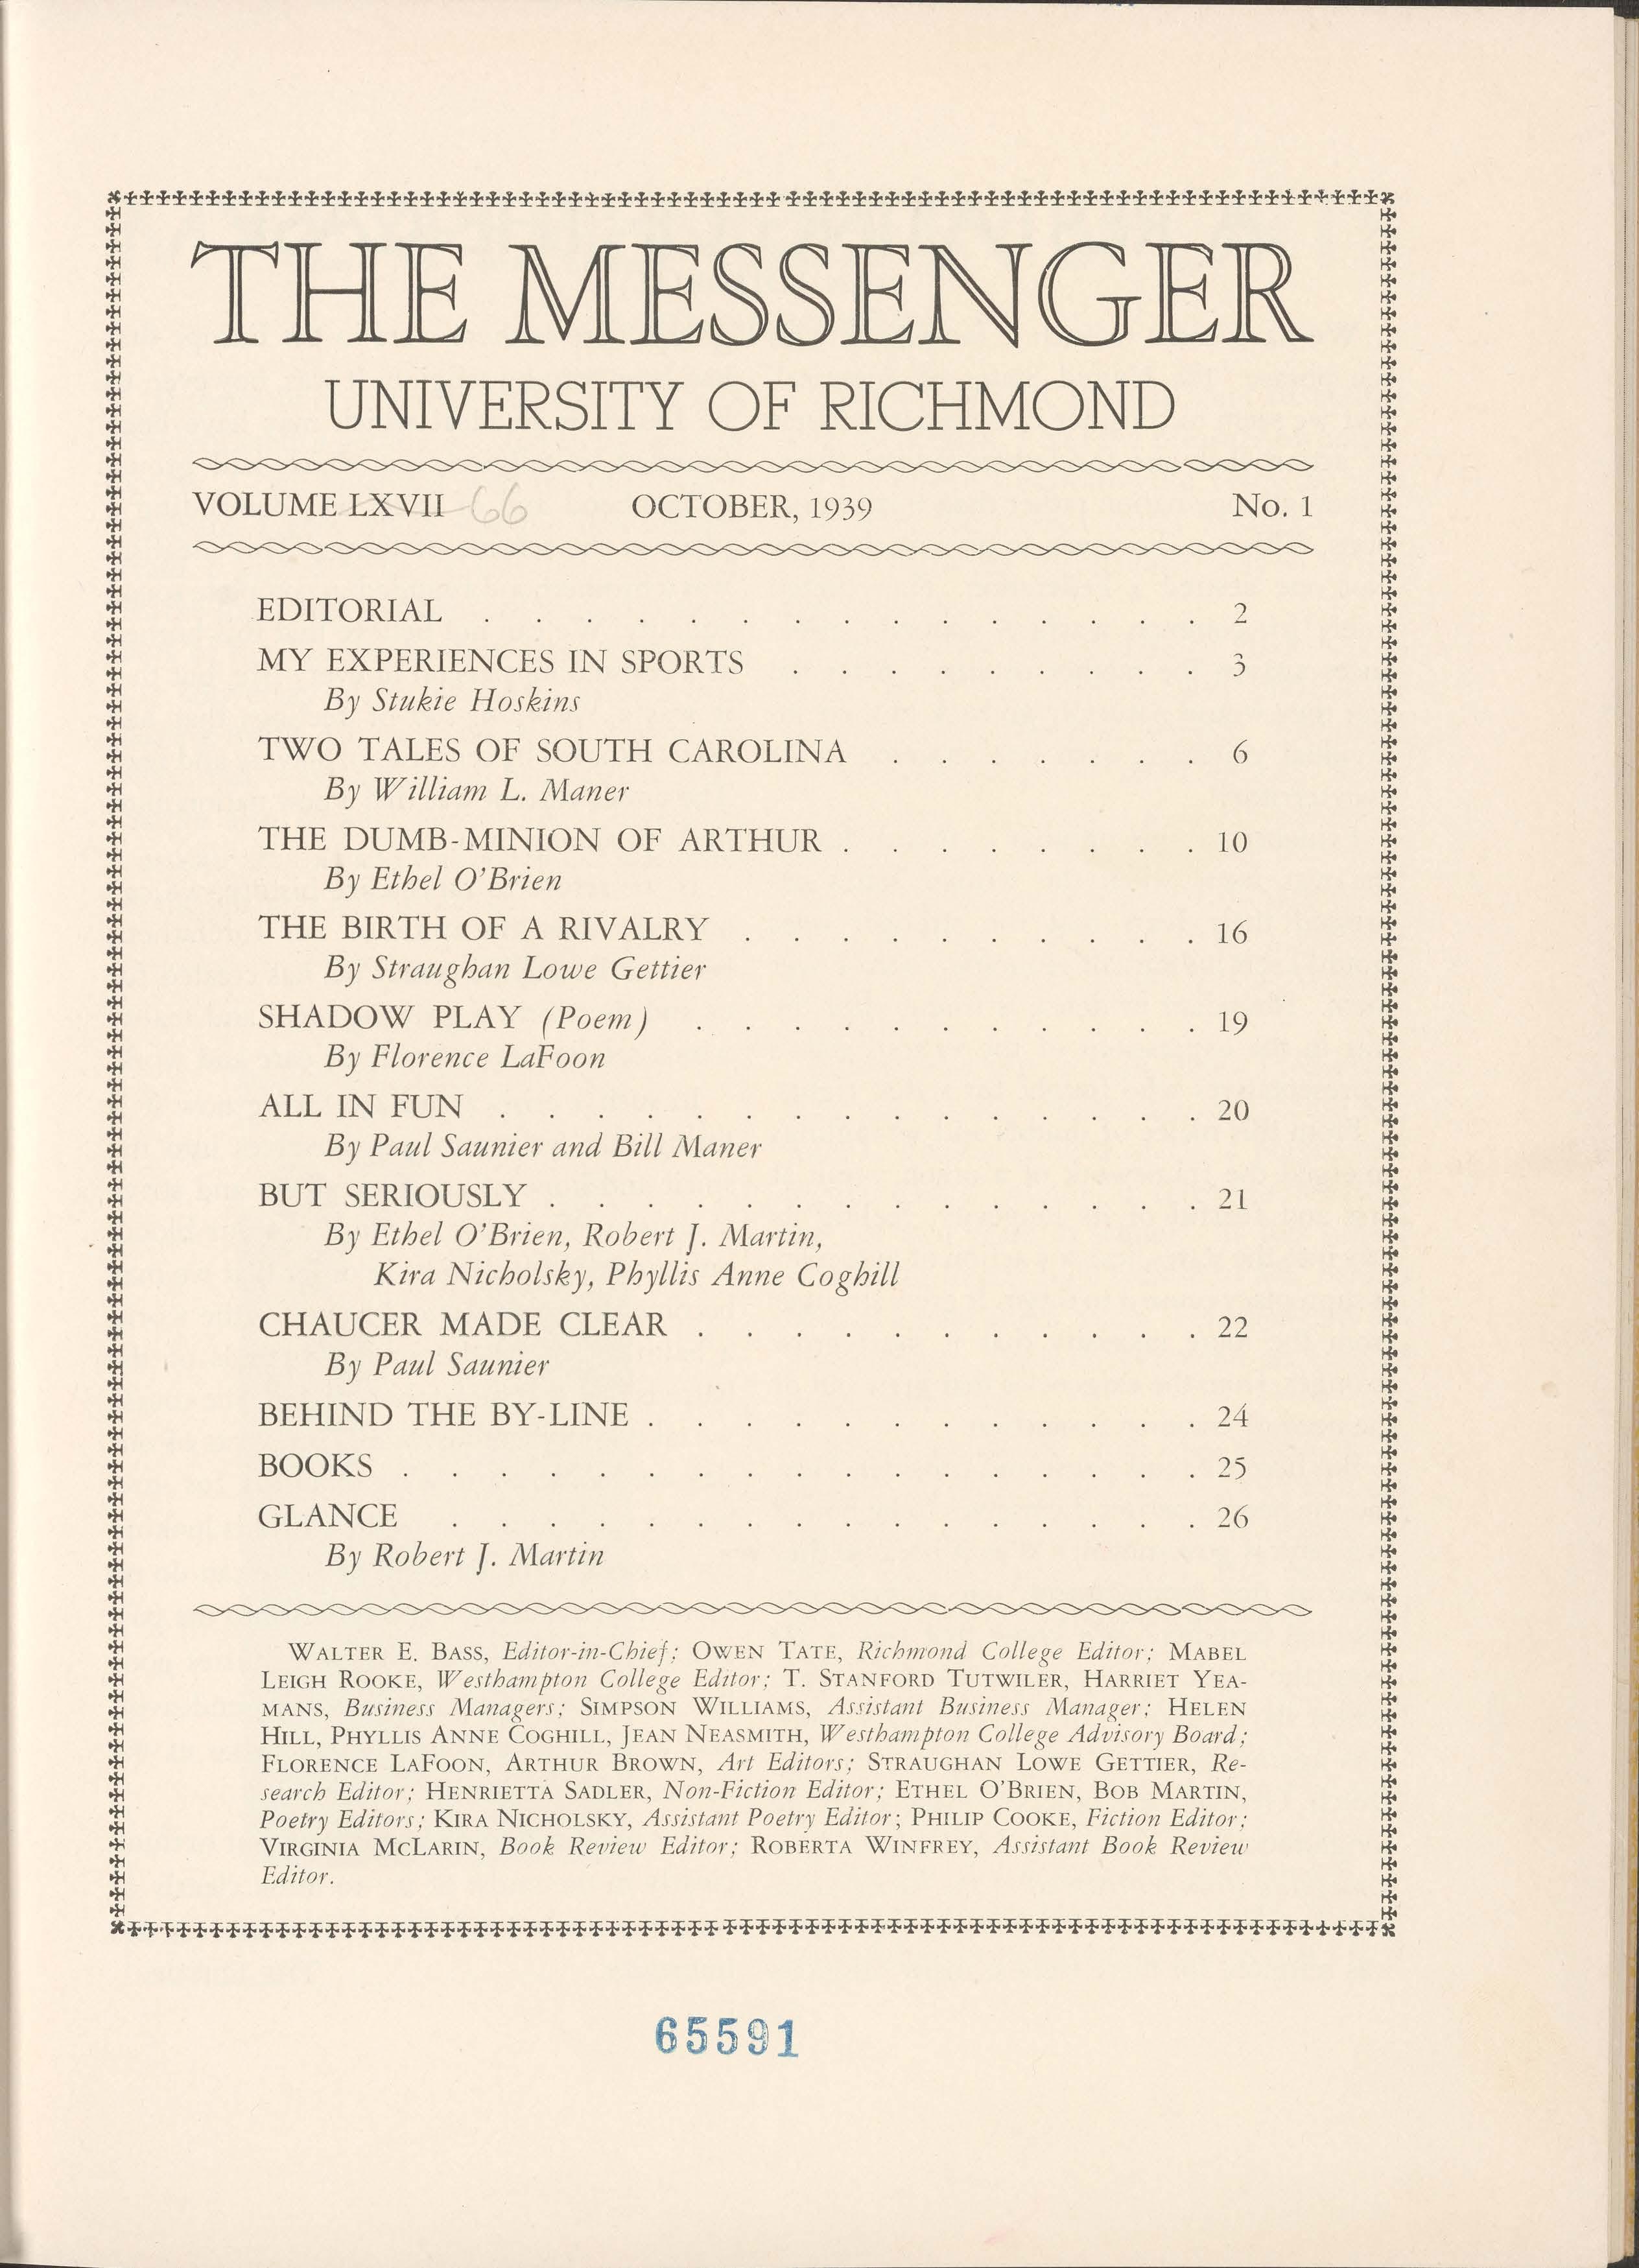 THE MESSENGER
UNIVERSITY OF RICHMOND
VOLUME LXVII 66 OCTOBER, 1939 No. 1
EDITORIAL . . . . . . . . . . . . . . . 2
MY EXPERIENCES IN SPORTS . . . . . . . . . 3
By Stukie Hoskins
TWO TALES OF SOUTH CAROLINA . . . . . . . 6
By William L. Maner
THE DUMB-MINION OF ARTHUR . . . . . . . . 10
By Ethel O'Brien
THE BIRTH OF A RIVALRY . . . . . . . . . . 16
By Straughan Lowe Gettier
SHADOW PLAY (Poem) . . . . . . . . . . . 19
By Florence LaFoon
ALL IN FUN . . . . . . . . . . . . . . . 20
By Paul Saunier and Bill Maner
BUT SERIOUSLY . . . . . . . . . . . . . . 21
By Ethel O'Brien, Robert J. Martin,
Kira Nicholsky, Phyllis Anne Coghill
CHAUCER MADE CLEAR . . . . . . . . . . . 22
By Paul Saunier
BEHIND THE BY-LINE . . . . . . . . . . . . 24
BOOKS . . . . . . . . . . . . . . . . . 25
GLANCE . . . . . . . . . . . . . . . . 26
By Robert J. Martin
WALTER E. BASS, Editor-in-Chief; OWEN TATE, Richmond College Editor; MABEL
LEIGH ROOKE, Westhampton College Editor; T. STANFORD TUTWILER, HARRIET YEA-
MANS, Business Managers; SIMPSON WILLIAMS, Assistant Business Manager; HELEN
HILL, PHYLLIS ANNE COGHILL, JEAN NEASMITH, Westhampton College Advisory Board;
FLORENCE LAFOON, ARTHUR BROWN, Art Editors; STRAUGHAN LOWE GETTIER, Re-
search Editor; HENRIETTA SADLER, Non-Fiction Editor; ETHEL O'BRIEN, BOB MARTIN,
Poetry Editors; KIRA NICHOLSKY, Assistant Poetry Editor; PHILIP COOKE, Fiction Editor;
VIRGINIA MCLARIN, Book Review Editor; ROBERTA WINFREY, Assistant Book Review
Editor.
65591